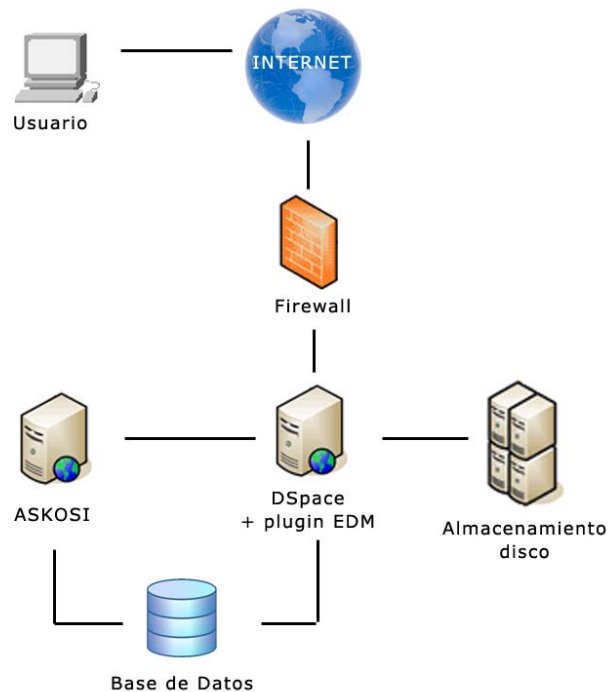 INTERNET
Usuario
Firewall
ASKOSI
DSpace
+ plugin EDM
Almacenamiento
disco
Base de Datos